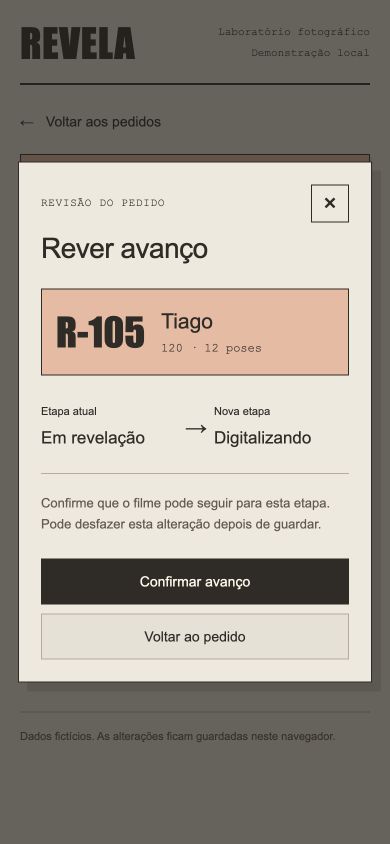 REVELA
Laboratório fotográfico
Demonstração local
← Voltar aos pedidos
REVISÃO DO PEDIDO
×
Rever avanço
R-105
Tiago
120 · 12 poses
Etapa atual
Em revelação
→
Nova etapa
Digitalizando
Confirme que o filme pode seguir para esta etapa.
Pode desfazer esta alteração depois de guardar.
Confirmar avanço
Voltar ao pedido
Dados fictícios. As alterações ficam guardadas neste navegador.